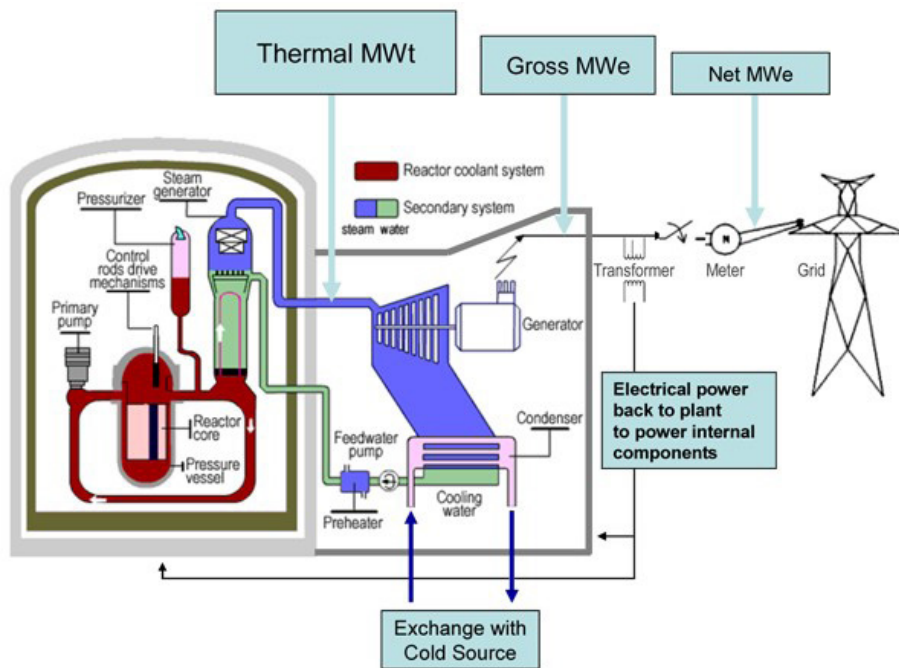 Thermal MWt
Gross MWe
Net MWe
Reactor coolant system
Secondary system
steam water
Steam
generator
Pressurizer
Control
rods drive
mechanisms
Primary
pump
Reactor
core
Pressure
vessel
Feedwater
pump
Preheater
Cooling
water
Condenser
Generator
Transformer
Meter
Grid
Electrical power
back to plant
to power internal
components
Exchange with
Cold Source